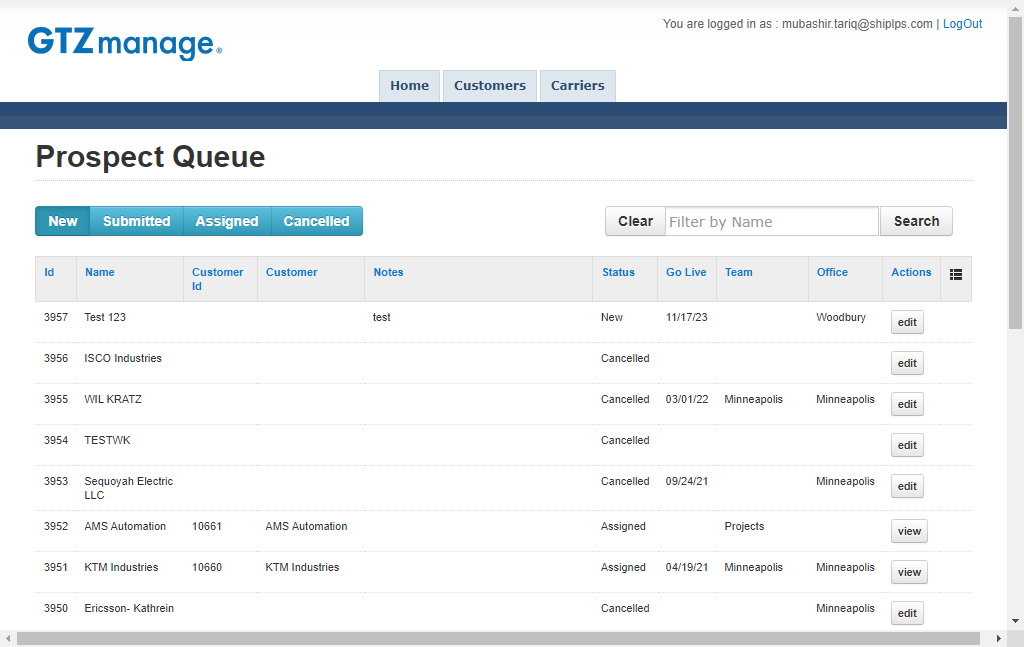 You are logged in as : mubashir.tariq@shiplps.com | LogOut
GTZmanage®
Home Customers Carriers
Prospect Queue
New Submitted Assigned Cancelled Clear Filter by Name Search
Id Name Customer Id Customer Notes Status Go Live Team Office Actions
3957 Test 123 test New 11/17/23 Woodbury edit
3956 ISCO Industries Cancelled edit
3955 WIL KRATZ Cancelled 03/01/22 Minneapolis Minneapolis edit
3954 TESTWK Cancelled edit
3953 Sequoyah Electric LLC Cancelled 09/24/21 Minneapolis edit
3952 AMS Automation 10661 AMS Automation Assigned Projects view
3951 KTM Industries 10660 KTM Industries Assigned 04/19/21 Minneapolis Minneapolis view
3950 Ericsson- Kathrein Cancelled Minneapolis edit